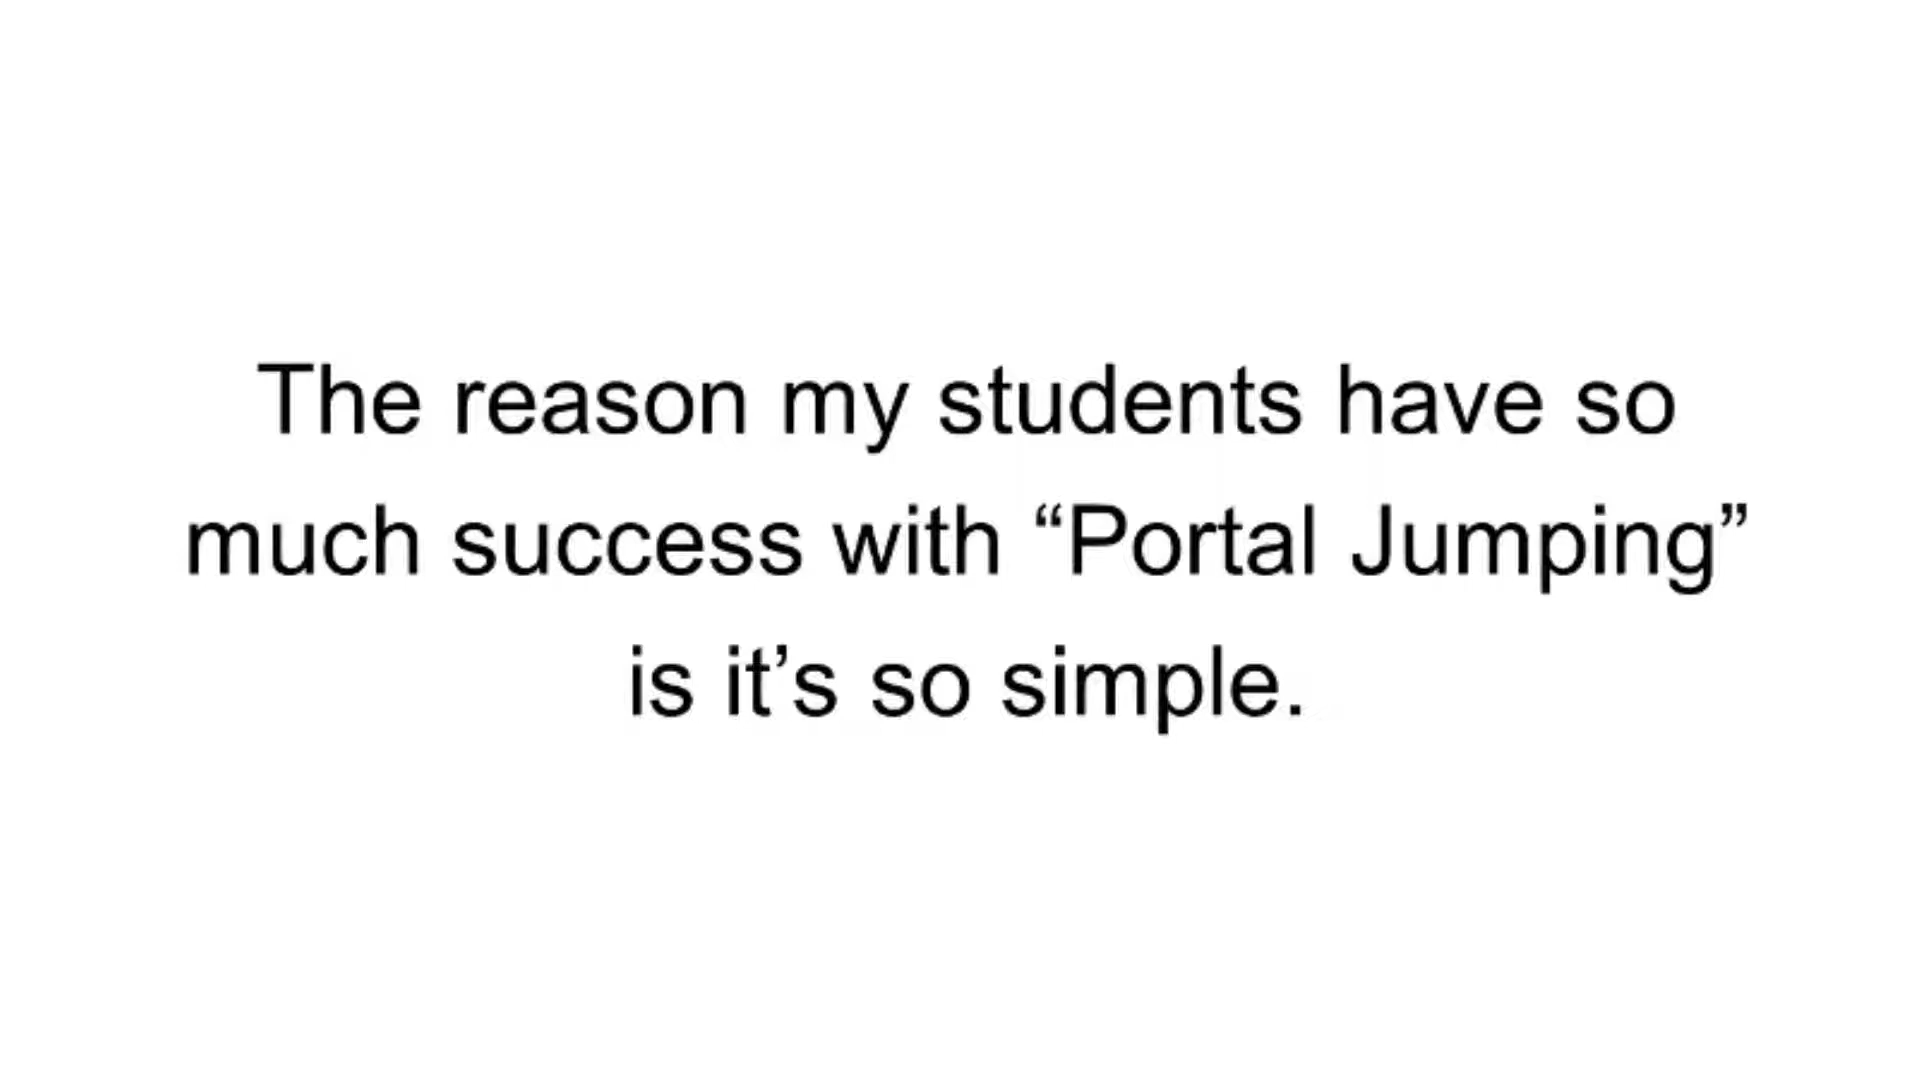 The reason my students have so
much success with “Portal Jumping”
is it’s so simple.